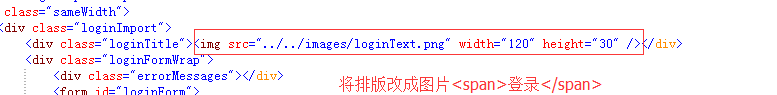 class="sameWidth">
<div class="loginImport">
<div class="loginTitle"><img src="../../images/loginText.png" width="120" height="30" /></div>
<div class="loginFormWrap">
<div class="errorMessages"></div>
<form id="loginForm">
将排版改成图片<span>登录</span>